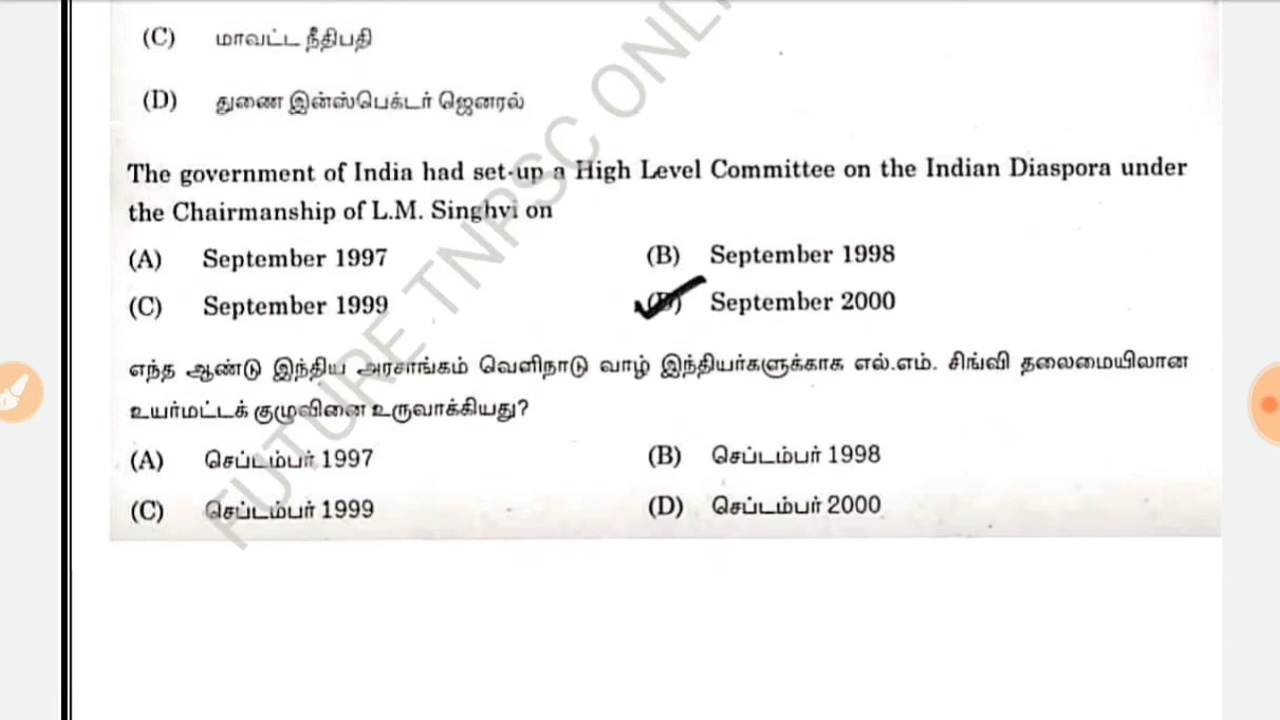 (C) மாவட்ட நீதிபதி
(D) துணை இன்ஸ்பெக்டர் ஜெனரல்
The government of India had set-up a High Level Committee on the Indian Diaspora under
the Chairmanship of L.M. Singhvi on
(A) September 1997 (B) September 1998
(C) September 1999 (D) September 2000
எந்த ஆண்டு இந்திய அரசாங்கம் வெளிநாடு வாழ் இந்தியர்களுக்காக எல்.எம். சிங்வி தலைமையிலான
உயர்மட்டக் குழுவினை உருவாக்கியது?
(A) செப்டம்பர் 1997 (B) செப்டம்பர் 1998
(C) செப்டம்பர் 1999 (D) செப்டம்பர் 2000
FUTURE TNPSC